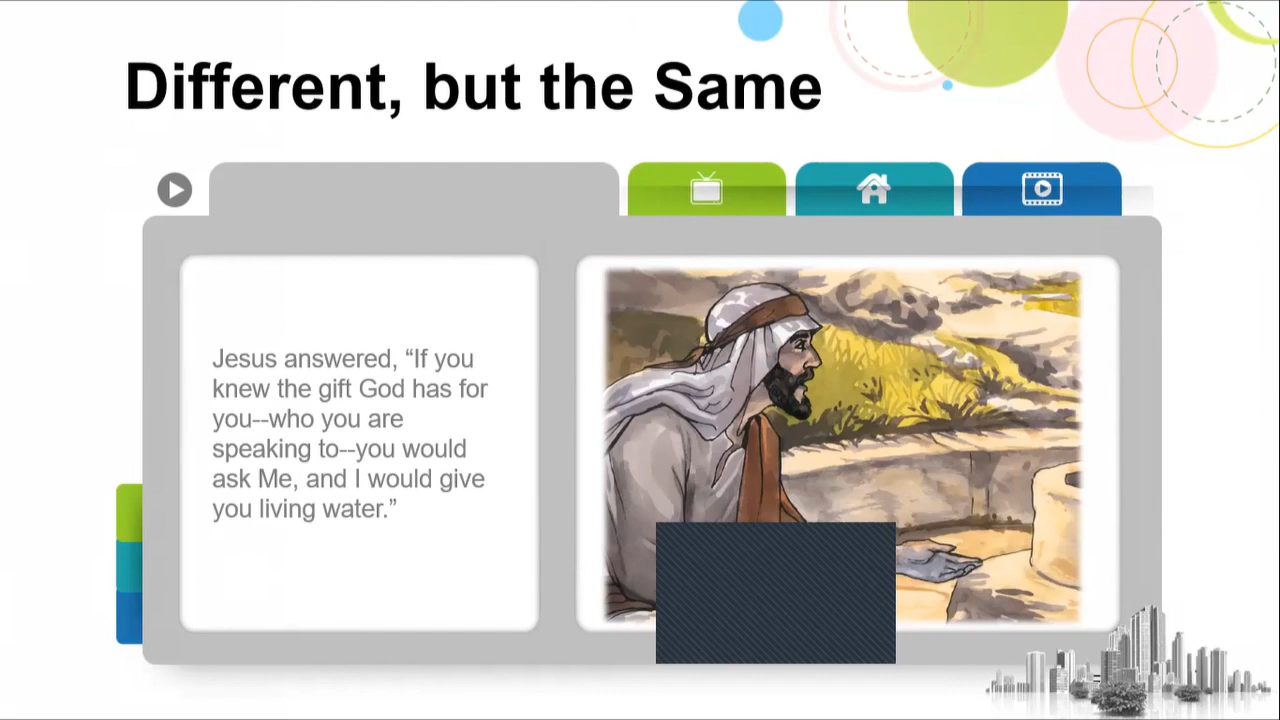 Different, but the Same
Jesus answered, “If you
knew the gift God has for
you--who you are
speaking to--you would
ask Me, and I would give
you living water.”